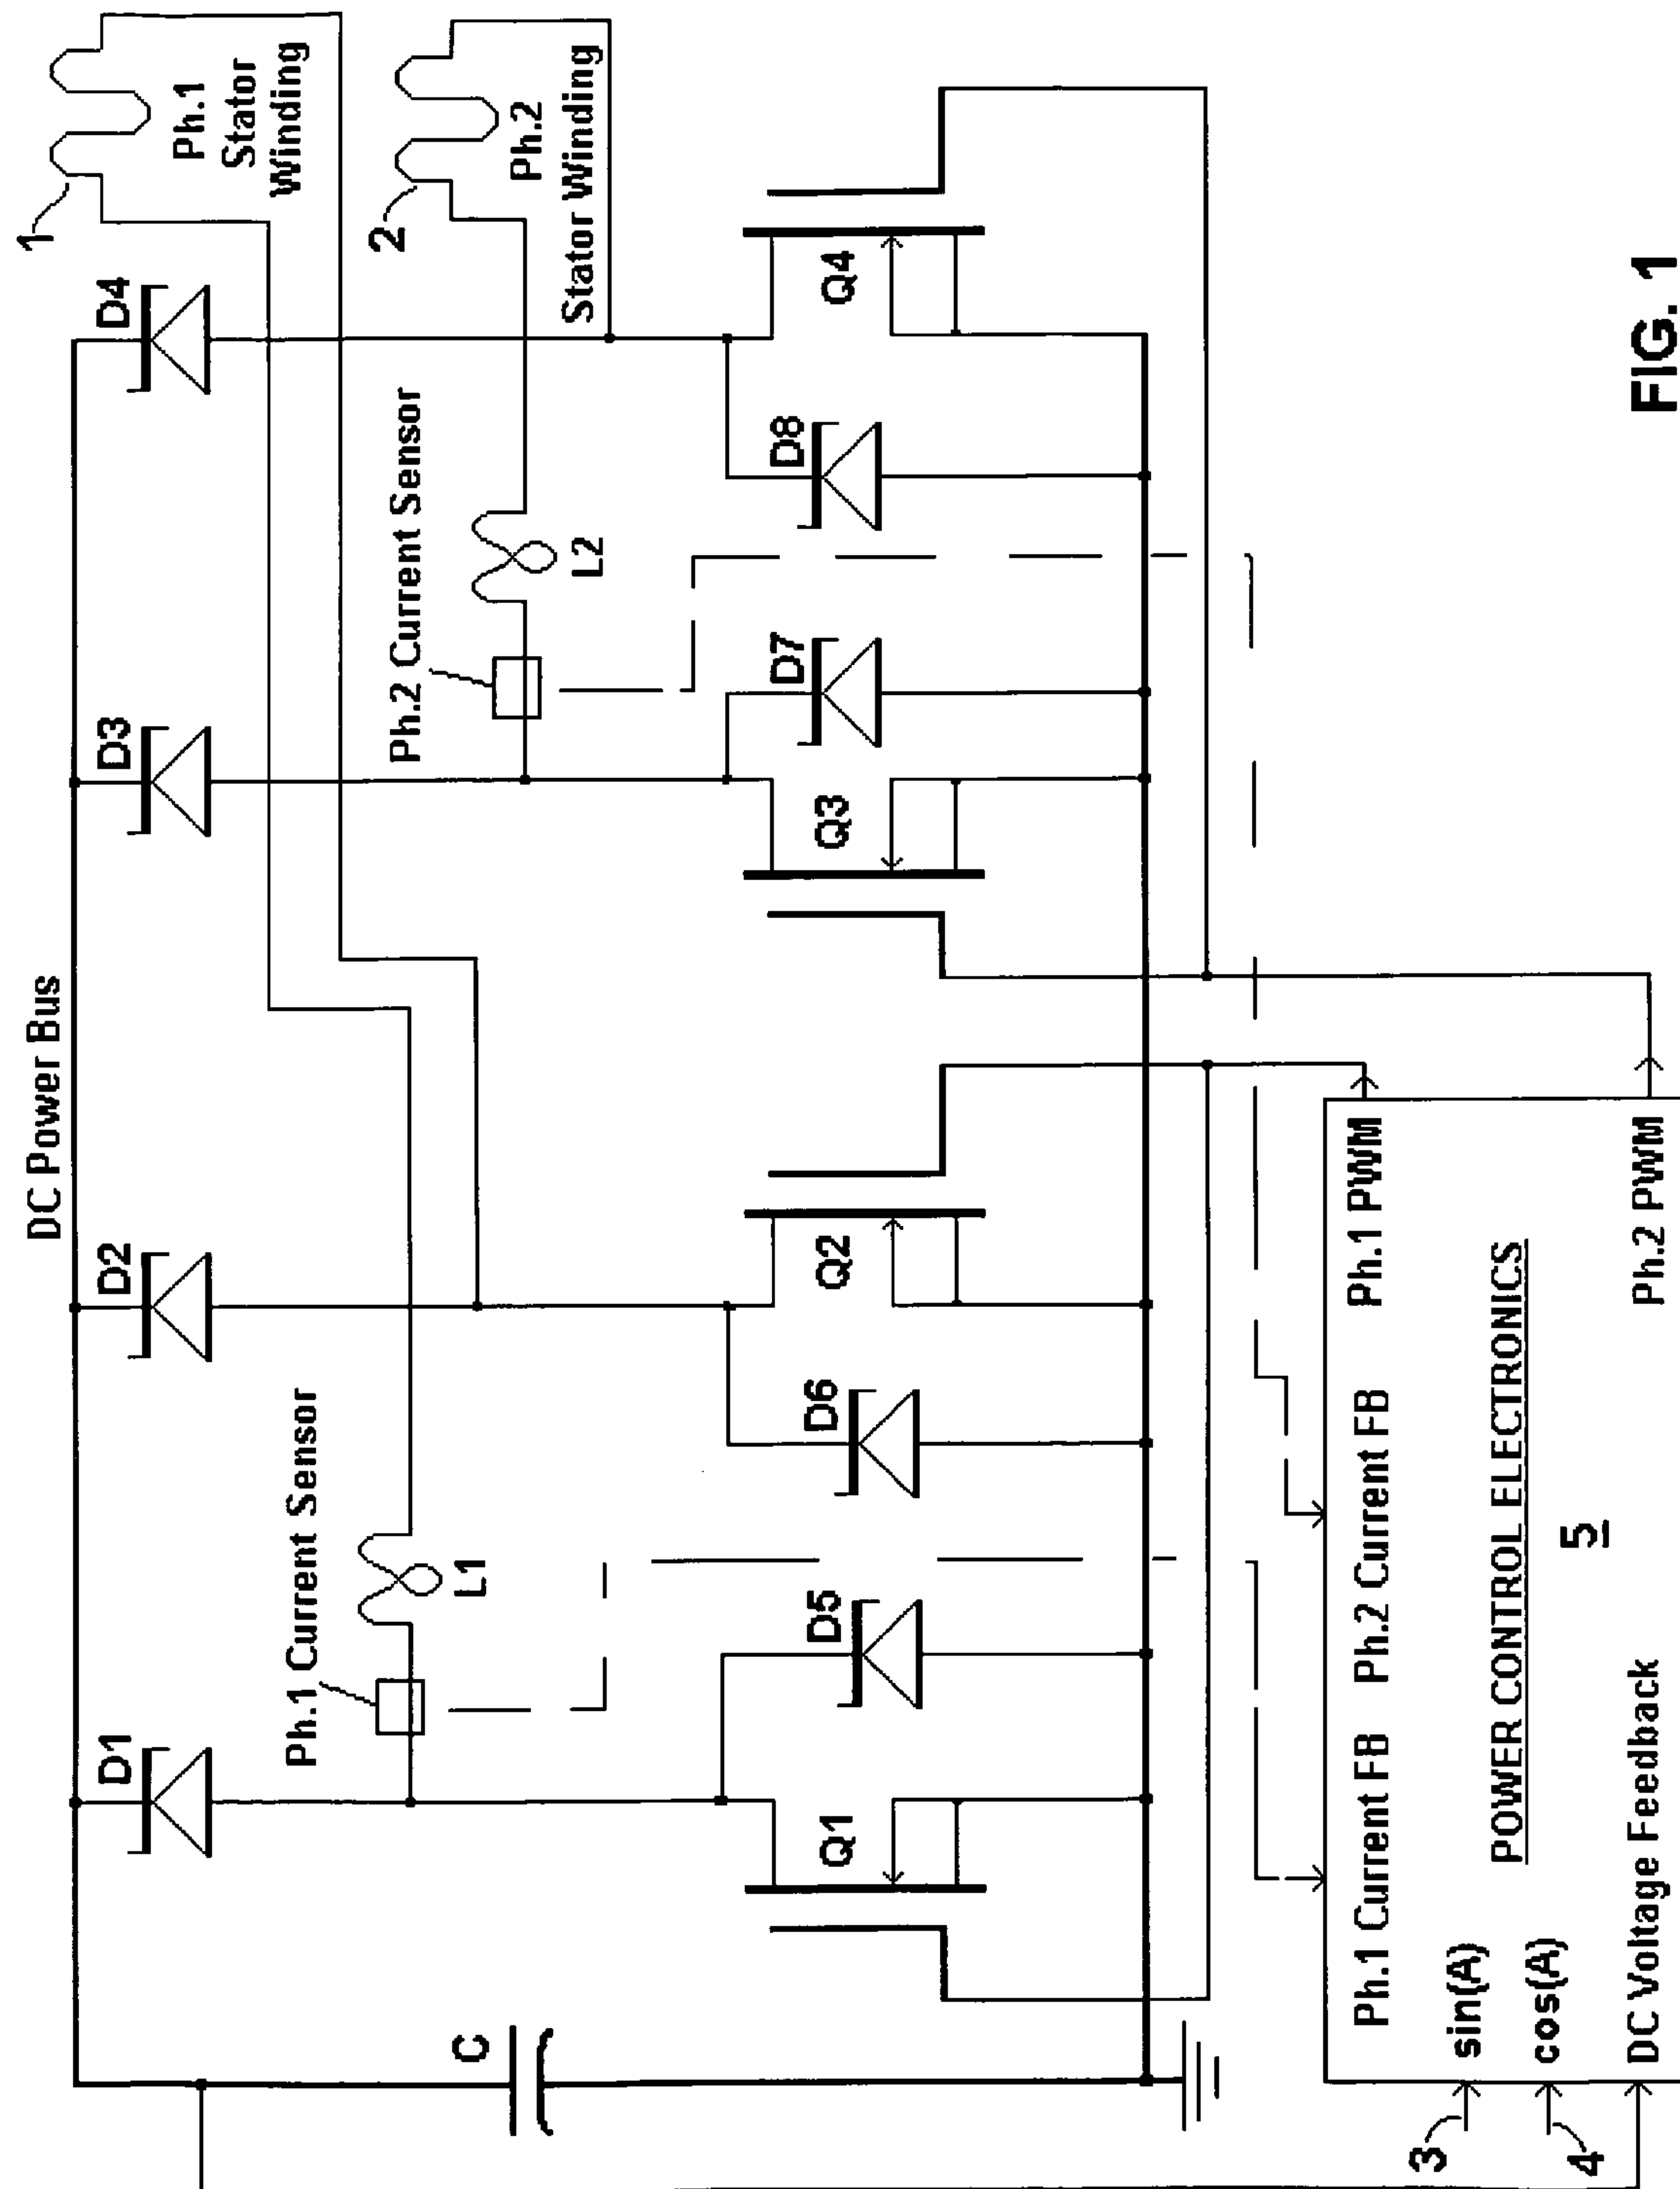 DC Power Bus
D1
D2
D3
D4
1
Ph.1
Stator
Winding
2
Ph.2
Stator Winding
C
Ph.1 Current Sensor
L1
Ph.2 Current Sensor
L2
Q1
D5
D6
Q2
Q3
D7
D8
Q4
Ph.1 Current FB
Ph.2 Current FB
Ph.1 PWM
3
sin(A)
4
cos(A)
POWER CONTROL ELECTRONICS
5
DC Voltage Feedback
Ph.2 PWM
FIG. 1